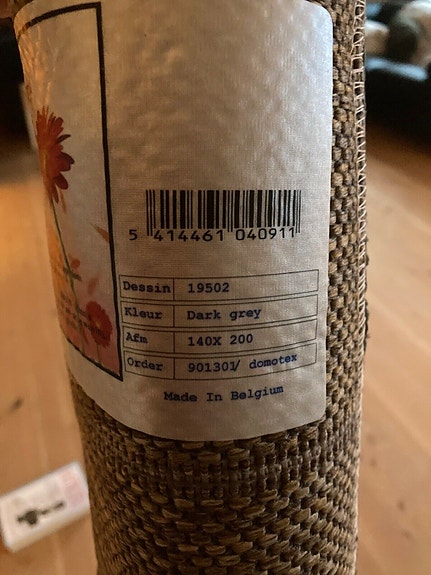 5 414461 040911
Dessin 19502
Kleur Dark grey
Afm 140X 200
Order 901301/ domotex
Made In Belgium